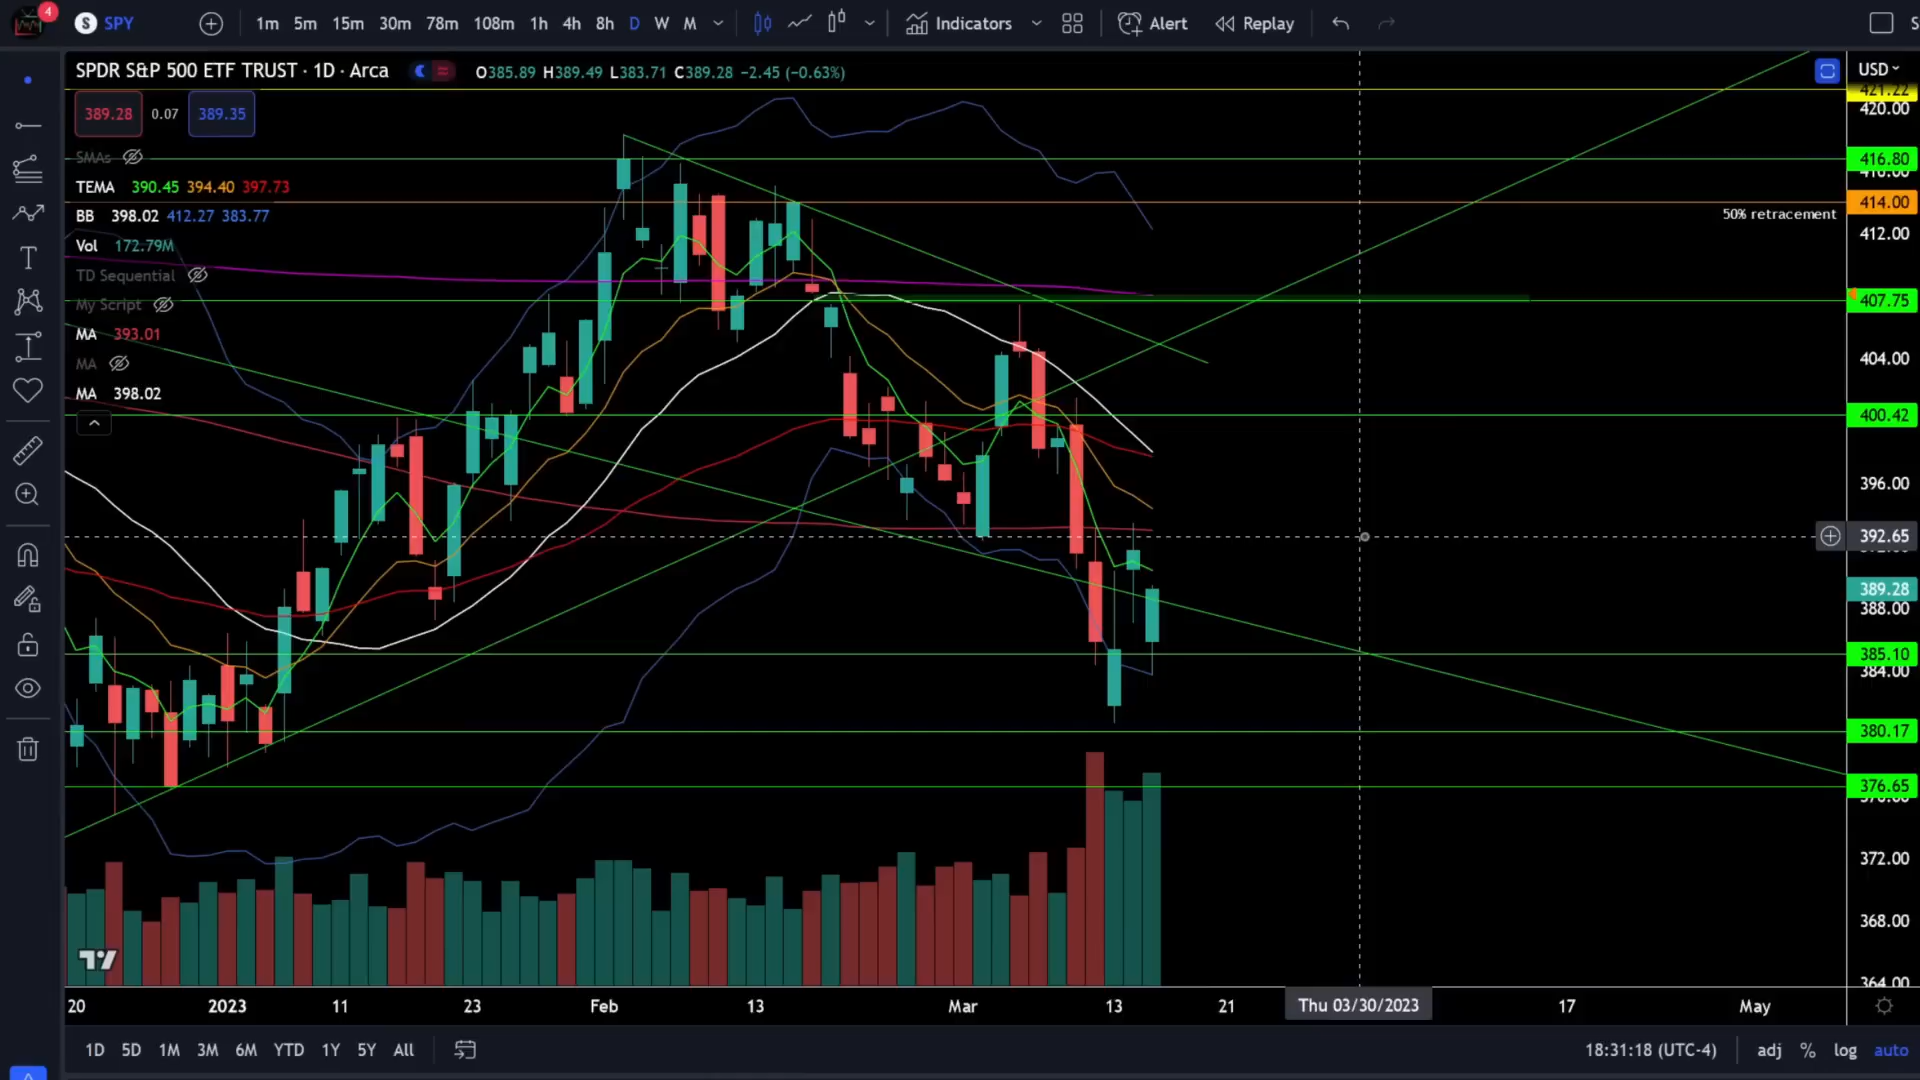 4
S SPY 1m 5m 15m 30m 78m 108m 1h 4h 8h D W M Indicators Alert Replay S
SPDR S&P 500 ETF TRUST · 1D · Arca O385.89 H389.49 L383.71 C389.28 −2.45 (−0.63%)
USD
389.28 0.07 389.35
SMAs
TEMA 390.45 394.40 397.73
BB 398.02 412.27 383.77
Vol 172.79M
TD Sequential
My Script
MA 393.01
MA
MA 398.02
50% retracement
421.22
420.00
416.80
416.00
414.00
412.00
407.75
404.00
400.42
396.00
392.65
389.28
388.00
385.10
384.00
380.17
376.65
372.00
368.00
364.00
20 2023 11 23 Feb 13 Mar 13 21 Thu 03/30/2023 17 May
1D 5D 1M 3M 6M YTD 1Y 5Y All 18:31:18 (UTC-4) adj % log auto